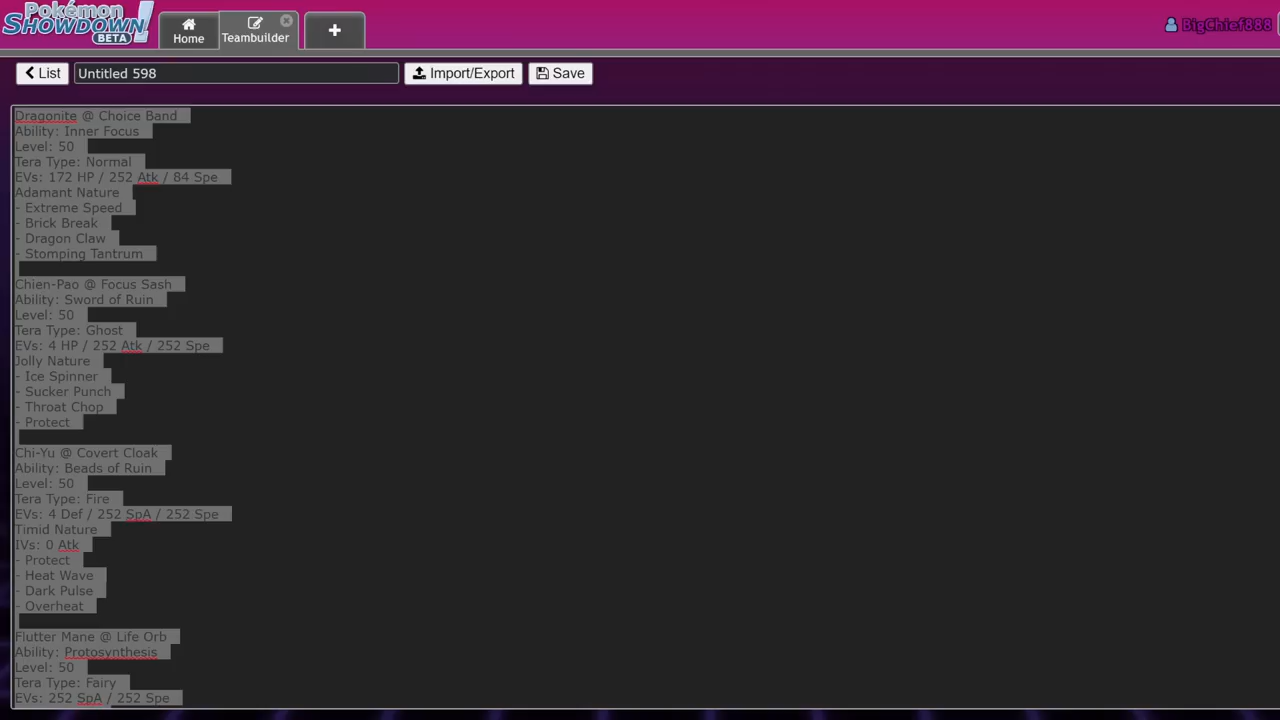 Pokémon
SHOWDOWN!
BETA
Home
Teambuilder
+
BigChief888
List
Untitled 598
Import/Export
Save
Dragonite @ Choice Band
Ability: Inner Focus
Level: 50
Tera Type: Normal
EVs: 172 HP / 252 Atk / 84 Spe
Adamant Nature
- Extreme Speed
- Brick Break
- Dragon Claw
- Stomping Tantrum
Chien-Pao @ Focus Sash
Ability: Sword of Ruin
Level: 50
Tera Type: Ghost
EVs: 4 HP / 252 Atk / 252 Spe
Jolly Nature
- Ice Spinner
- Sucker Punch
- Throat Chop
- Protect
Chi-Yu @ Covert Cloak
Ability: Beads of Ruin
Level: 50
Tera Type: Fire
EVs: 4 Def / 252 SpA / 252 Spe
Timid Nature
IVs: 0 Atk
- Protect
- Heat Wave
- Dark Pulse
- Overheat
Flutter Mane @ Life Orb
Ability: Protosynthesis
Level: 50
Tera Type: Fairy
EVs: 252 SpA / 252 Spe